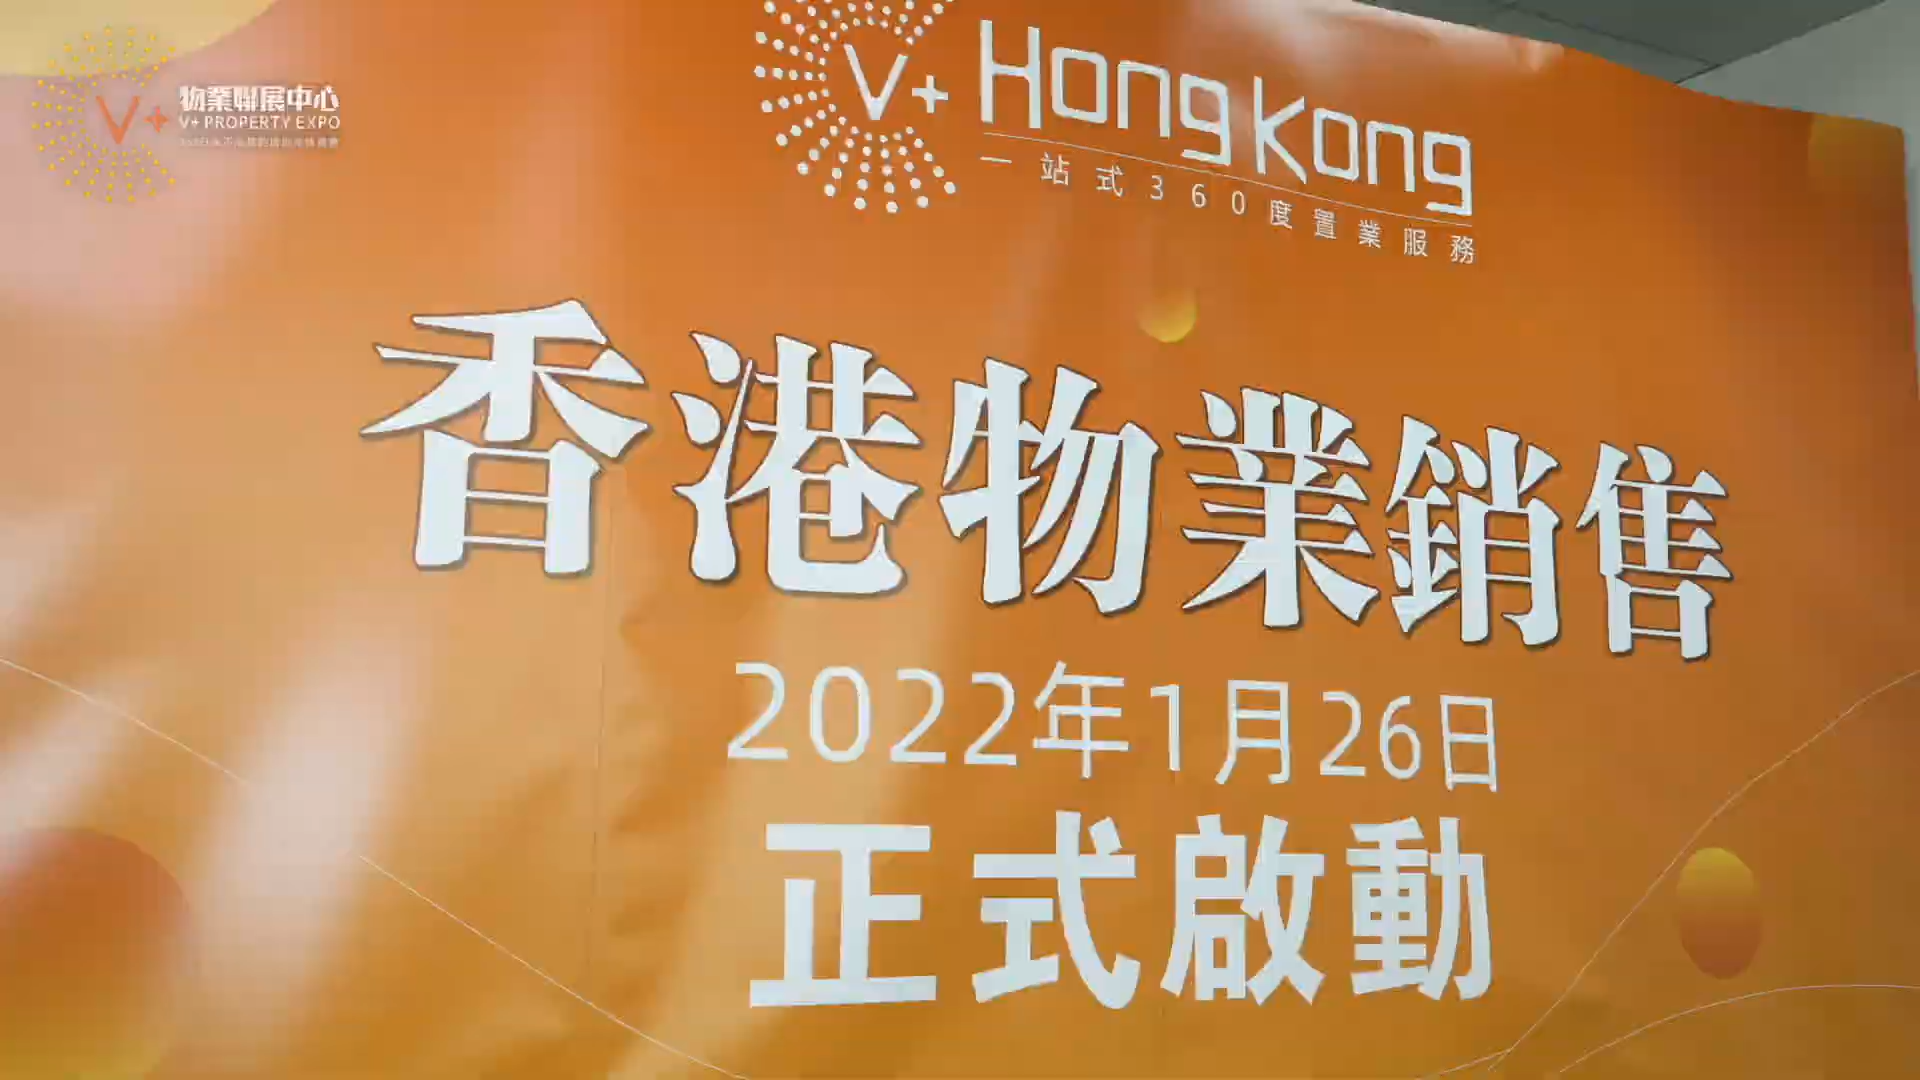 V+ 物業聯展中心
V+ PROPERTY EXPO
V+ Hong Kong
一站式360度置業服務
香港物業銷售
2022年1月26日
正式啟動